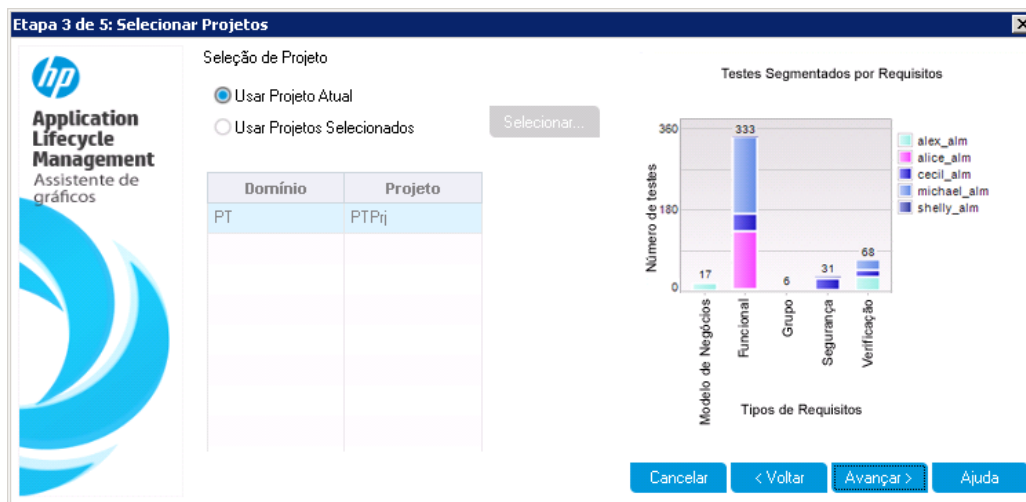 Etapa 3 de 5: Selecionar Projetos
hp
Application
Lifecycle
Management
Assistente de
gráficos
Seleção de Projeto
Usar Projeto Atual
Usar Projetos Selecionados
Selecionar...
Domínio Projeto
PT PTPrj
Testes Segmentados por Requisitos
Número de testes
360
180
0
17
333
6
31
68
Modelo de Negócios
Funcional
Grupo
Segurança
Verificação
Tipos de Requisitos
alex_alm
alice_alm
cecil_alm
michael_alm
shelly_alm
Cancelar
< Voltar
Avançar >
Ajuda